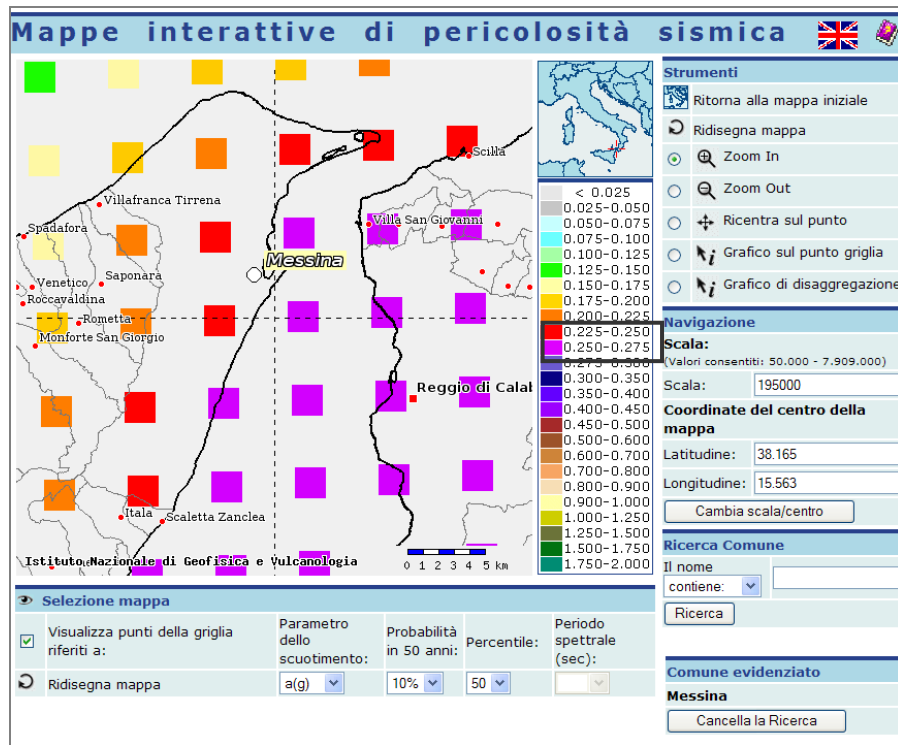 Mappe interattive di pericolosità sismica
Scilla
Villafranca Tirrena
Villa San Giovanni
Spadafora
Messina
Venetico
Saponara
Roccavaldina
Rometta
Monforte San Giorgio
Reggio di Calab
Itala
Scaletta Zanclea
Istituto Nazionale di Geofisica e Vulcanologia
0 1 2 3 4 5 km
< 0.025
0.025-0.050
0.050-0.075
0.075-0.100
0.100-0.125
0.125-0.150
0.150-0.175
0.175-0.200
0.200-0.225
0.225-0.250
0.250-0.275
0.275-0.300
0.300-0.350
0.350-0.400
0.400-0.450
0.450-0.500
0.500-0.600
0.600-0.700
0.700-0.800
0.800-0.900
0.900-1.000
1.000-1.250
1.250-1.500
1.500-1.750
1.750-2.000
Strumenti
Ritorna alla mappa iniziale
Ridisegna mappa
Zoom In
Zoom Out
Ricentra sul punto
Grafico sul punto griglia
Grafico di disaggregazione
Navigazione
Scala:
(Valori consentiti: 50.000 - 7.909.000)
Scala: 195000
Coordinate del centro della
mappa
Latitudine: 38.165
Longitudine: 15.563
Cambia scala/centro
Ricerca Comune
Il nome
contiene:
Ricerca
Comune evidenziato
Messina
Cancella la Ricerca
Selezione mappa
Visualizza punti della griglia
riferiti a:
Parametro
dello
scuotimento:
Probabilità
in 50 anni:
Percentile:
Periodo
spettrale
(sec):
Ridisegna mappa
a(g) 10% 50